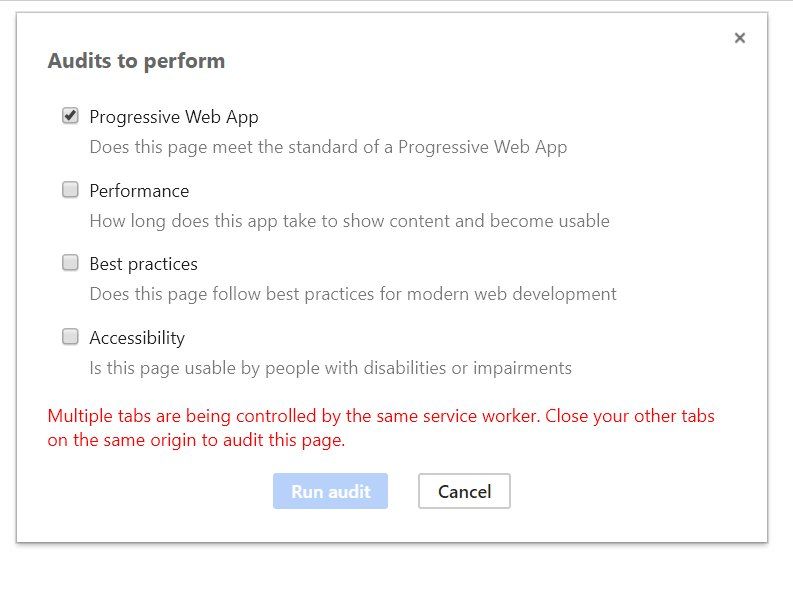 Audits to perform
Progressive Web App
Does this page meet the standard of a Progressive Web App
Performance
How long does this app take to show content and become usable
Best practices
Does this page follow best practices for modern web development
Accessibility
Is this page usable by people with disabilities or impairments
Multiple tabs are being controlled by the same service worker. Close your other tabs
on the same origin to audit this page.
Run audit
Cancel